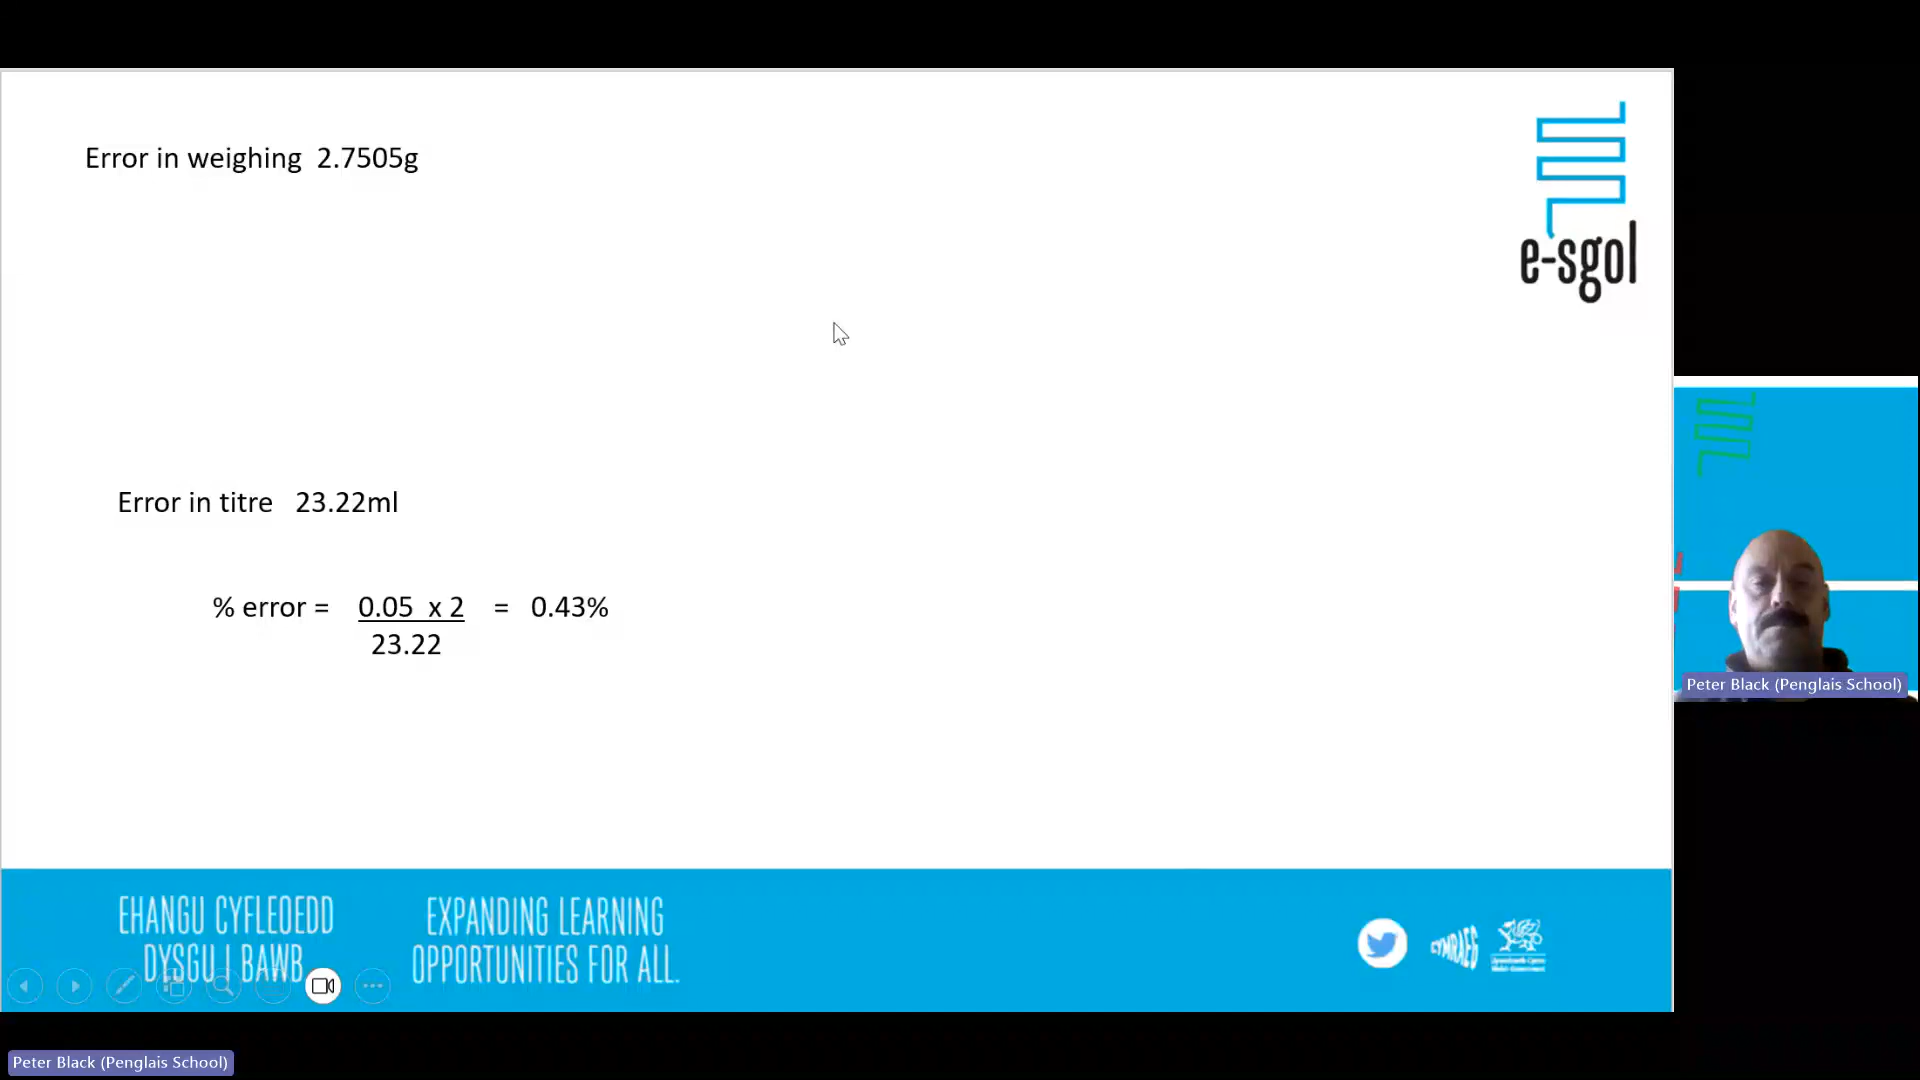 Error in weighing 2.7505g
e-sgol
Error in titre 23.22ml
% error = 0.05 x 2 = 0.43%
23.22
Peter Black (Penglais School)
EHANGU CYFLEOEDD
DYSGU I BAWB
EXPANDING LEARNING
OPPORTUNITIES FOR ALL.
CYMRAEG
Peter Black (Penglais School)